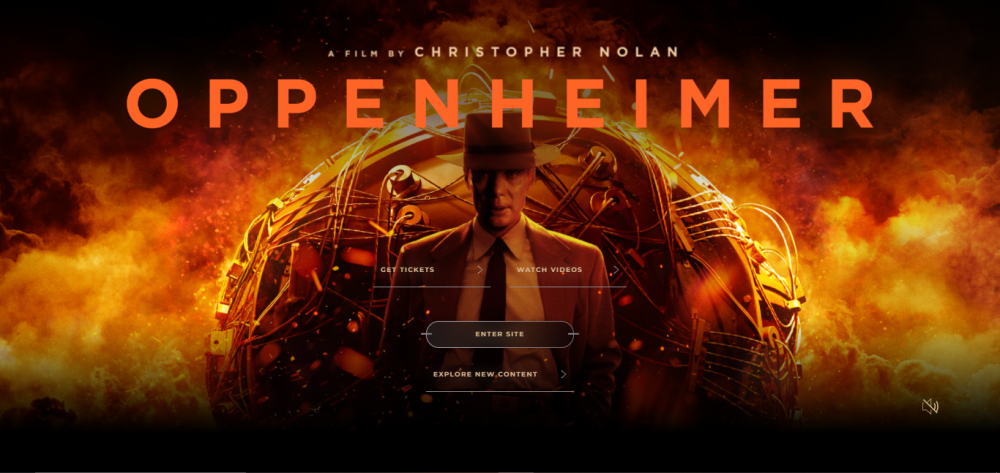 A FILM BY CHRISTOPHER NOLAN
OPPENHEIMER
GET TICKETS
WATCH VIDEOS
ENTER SITE
EXPLORE NEW CONTENT